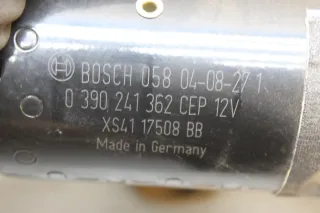 BOSCH 058 04-08-27 1
0 390 241 362 CEP 12V
XS41 17508 BB
Made in Germany